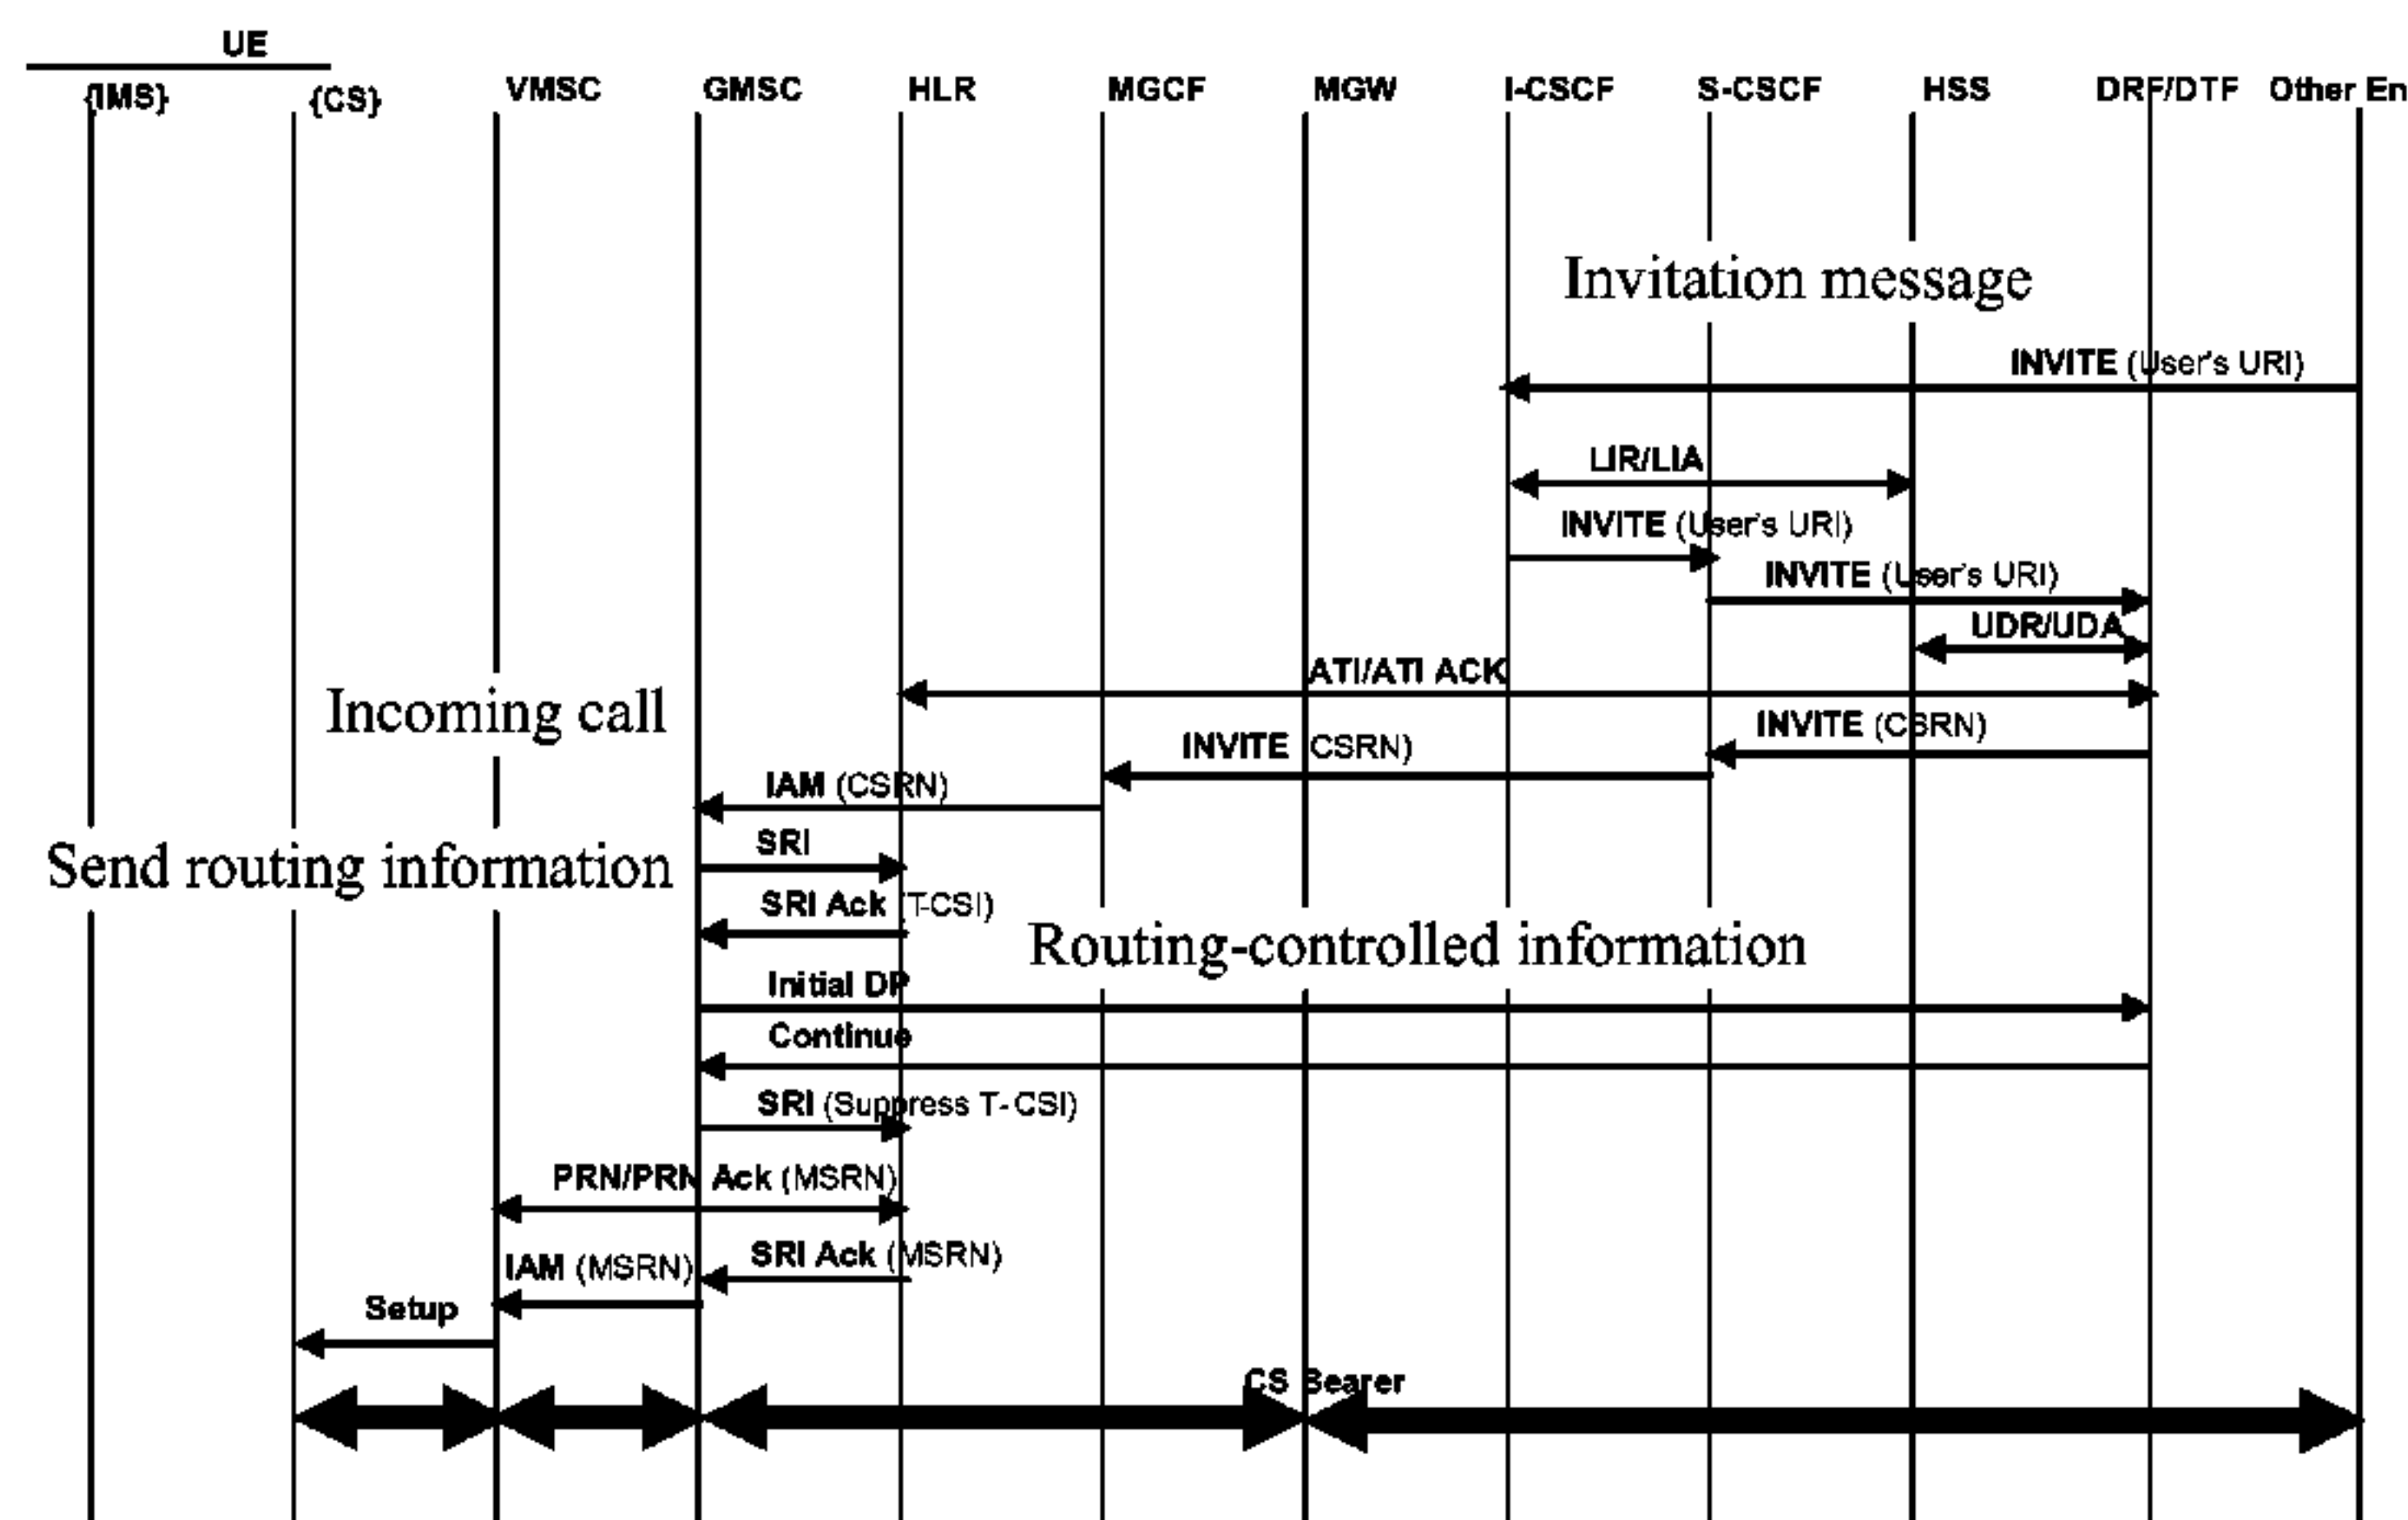 UE
{IMS} {CS} VMSC GMSC HLR MGCF MGW I-CSCF S-CSCF HSS DRF/DTF Other En
Invitation message
INVITE (User's URI)
LIR/LIA
INVITE (User's URI)
INVITE (User's URI)
UDR/UDA
ATI/ATI ACK
Incoming call
INVITE (CSRN)
INVITE CSRN)
IAM (CSRN)
SRI
Send routing information
SRI Ack (T-CSI)
Routing-controlled information
Initial DP
Continue
SRI (Suppress T-CSI)
PRN/PRN Ack (MSRN)
SRI Ack (MSRN)
IAM (MSRN)
Setup
CS Bearer